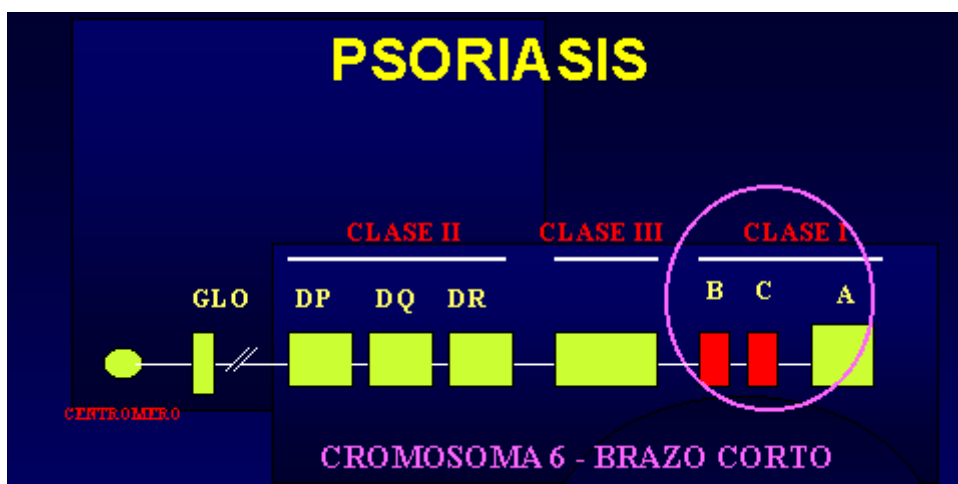 PSORIASIS
CLASE II CLASE III CLASE I
GLO DP DQ DR B C A
CENTROMERO
CROMOSOMA 6 - BRAZO CORTO